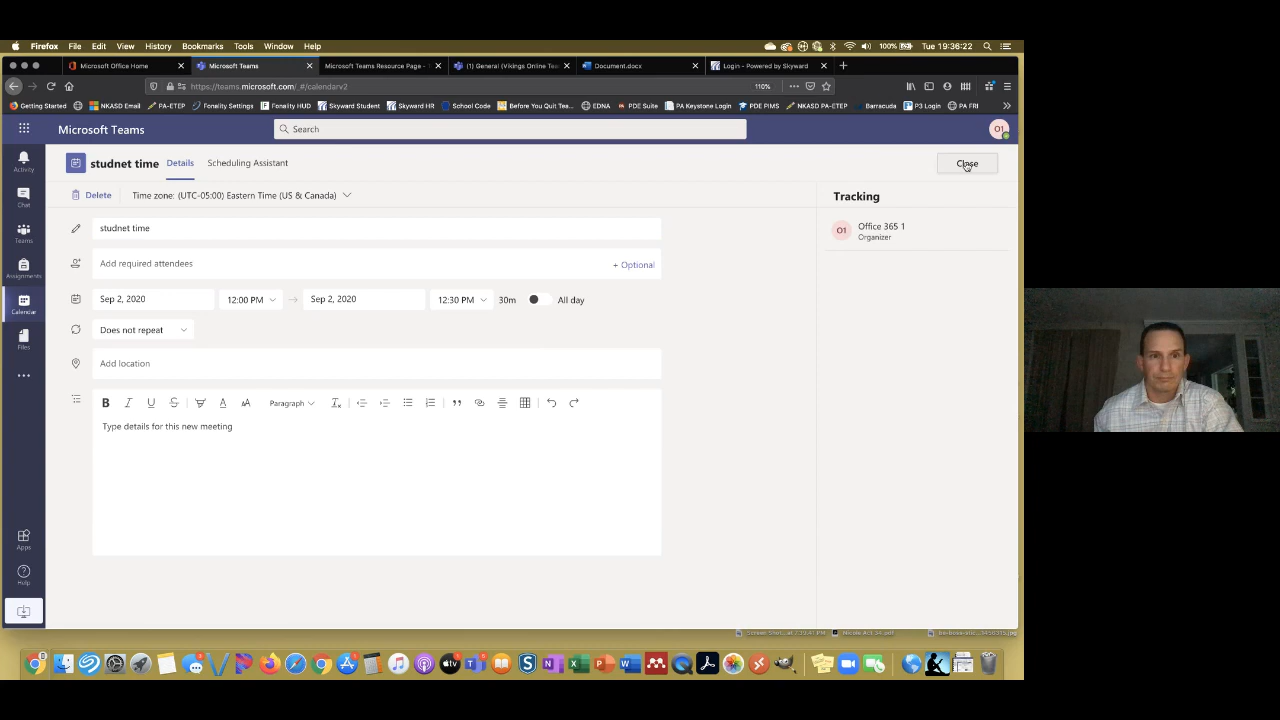 Firefox File Edit View History Bookmarks Tools Window Help 100% Tue 19:36:22
Microsoft Office Home Microsoft Teams Microsoft Teams Resource Page - (1) General (Vikings Online Tea Document.docx Login - Powered by Skyward
https://teams.microsoft.com/_#/calendarv2 110%
Getting Started NKASD Email PA-ETEP Fenality Settings Fonality HUD Skyward Student Skyward HR School Code Before You Quit Tea... EDNA PDE Suite PA Keystone Login PDE PIMS NKASD PA-ETEP Barracuda P3 Login PA FRI
Microsoft Teams Search O1
Activity
Chat
Teams
Assignments
Calendar
Files
Apps
Help
studnet time Details Scheduling Assistant Close
Delete Time zone: (UTC-05:00) Eastern Time (US & Canada)
studnet time
Add required attendees + Optional
Sep 2, 2020 12:00 PM Sep 2, 2020 12:30 PM 30m All day
Does not repeat
Add location
B I U S A AA Paragraph
Type details for this new meeting
Tracking
O1 Office 365 1
Organizer